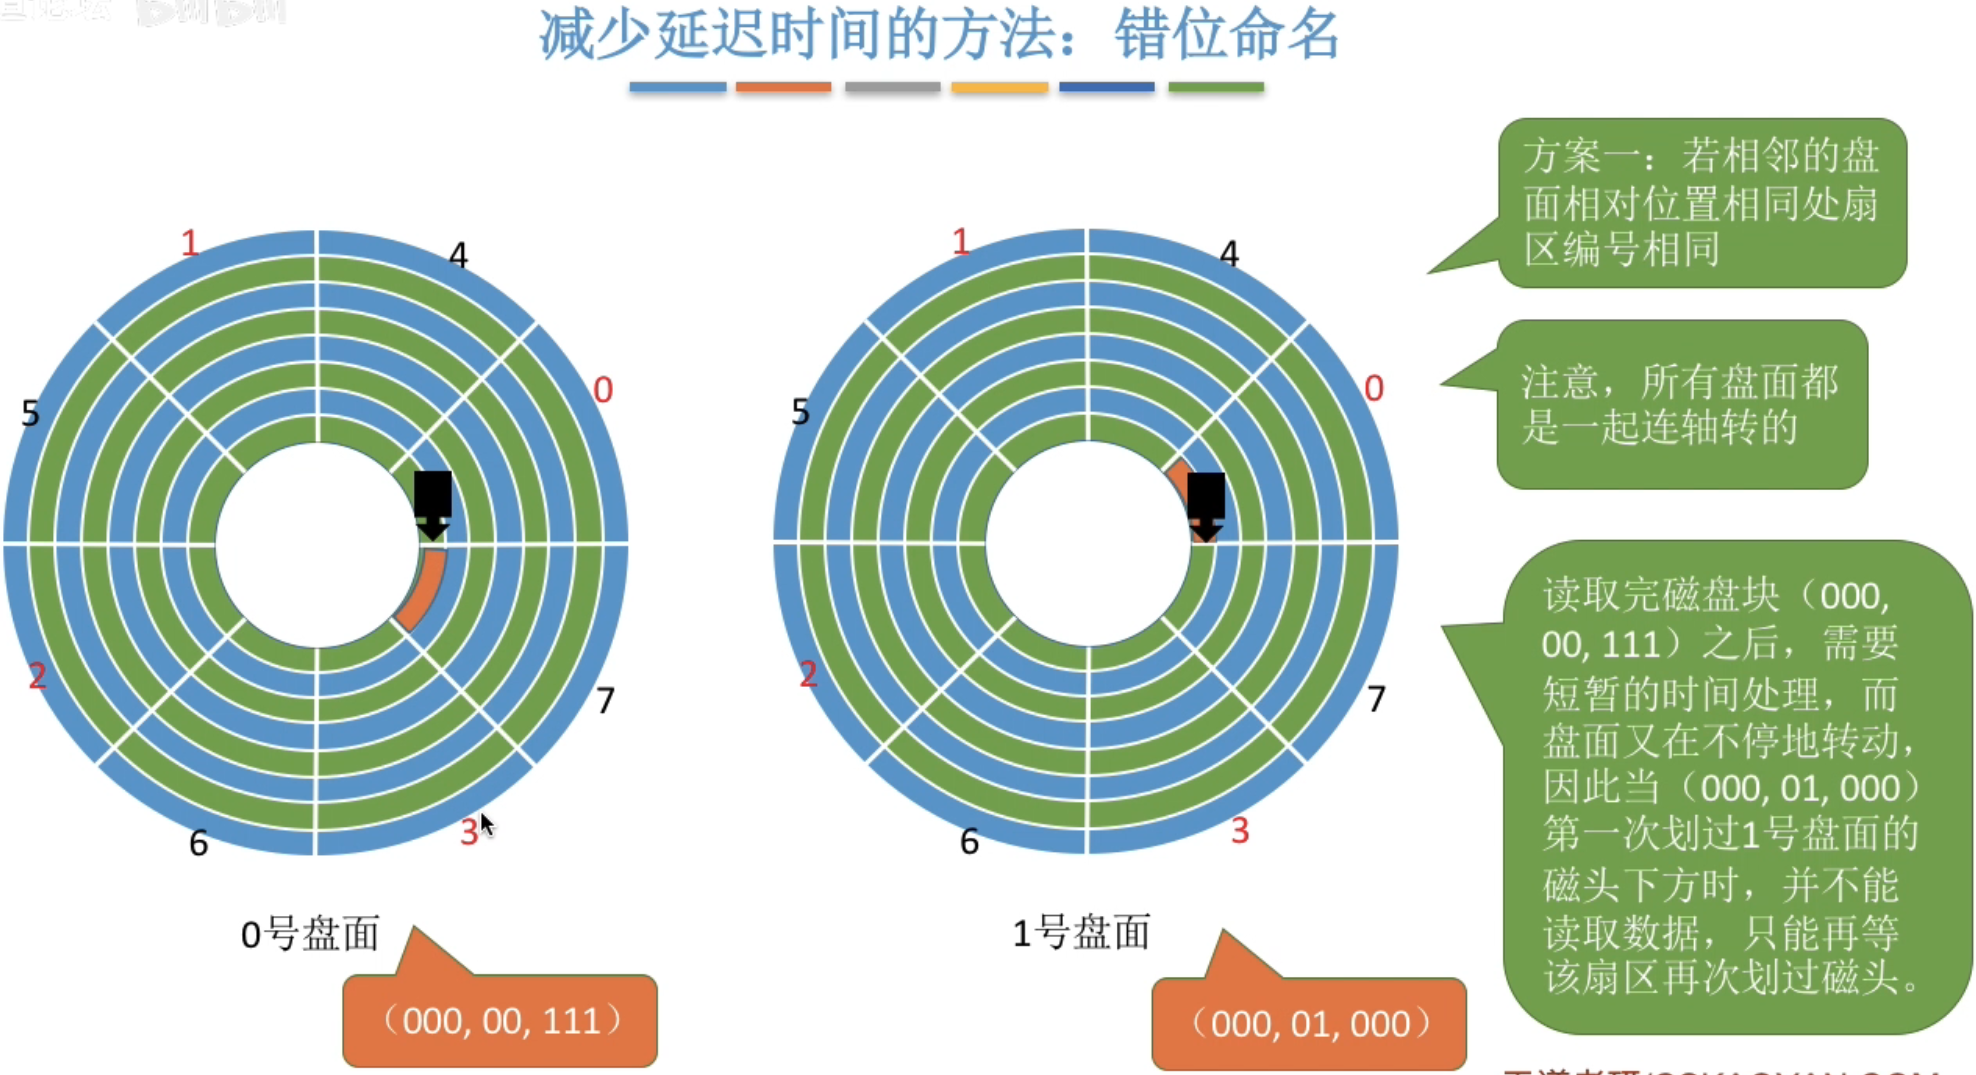 减少延迟时间的方法：错位命名
1
4
0
5
2
7
6
3
0号盘面
（000, 00, 111）
1
4
0
5
2
7
6
3
1号盘面
（000, 01, 000）
方案一：若相邻的盘
面相对位置相同处扇
区编号相同
注意，所有盘面都
是一起连轴转的
读取完磁盘块（000,
00, 111）之后，需要
短暂的时间处理，而
盘面又在不停地转动，
因此当（000, 01, 000）
第一次划过1号盘面的
磁头下方时，并不能
读取数据，只能再等
该扇区再次划过磁头。